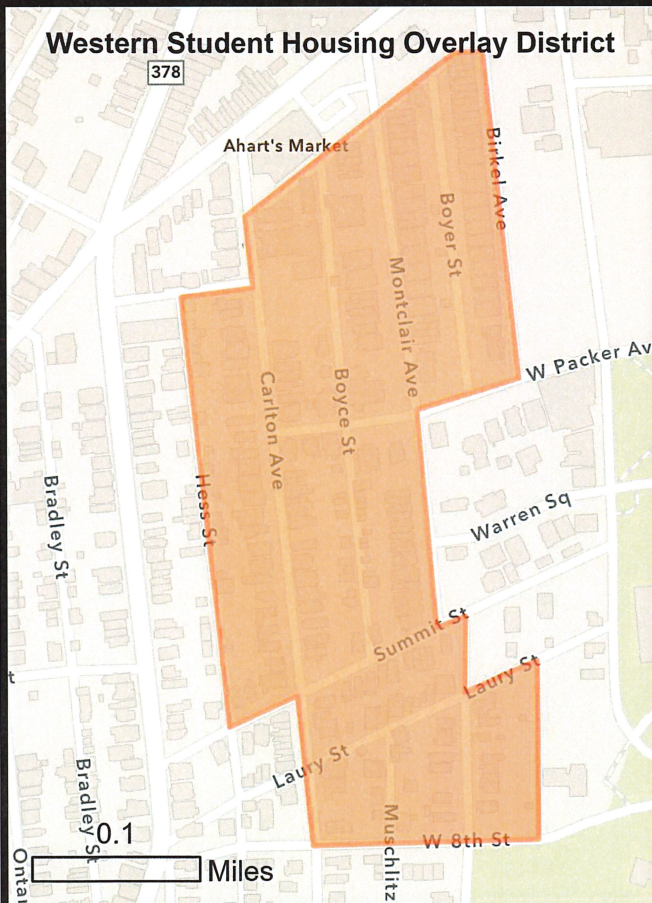 Western Student Housing Overlay District
378
Ahart's Market
Birkel Ave
Boyer St
Montclair Ave
W Packer Av
Boyce St
Carlton Ave
Hess St
Bradley St
Warren Sq
Summit St
Laury St
t
Laury St
Bradley St
Muschlitz
W 8th St
0.1
Miles
Ontar